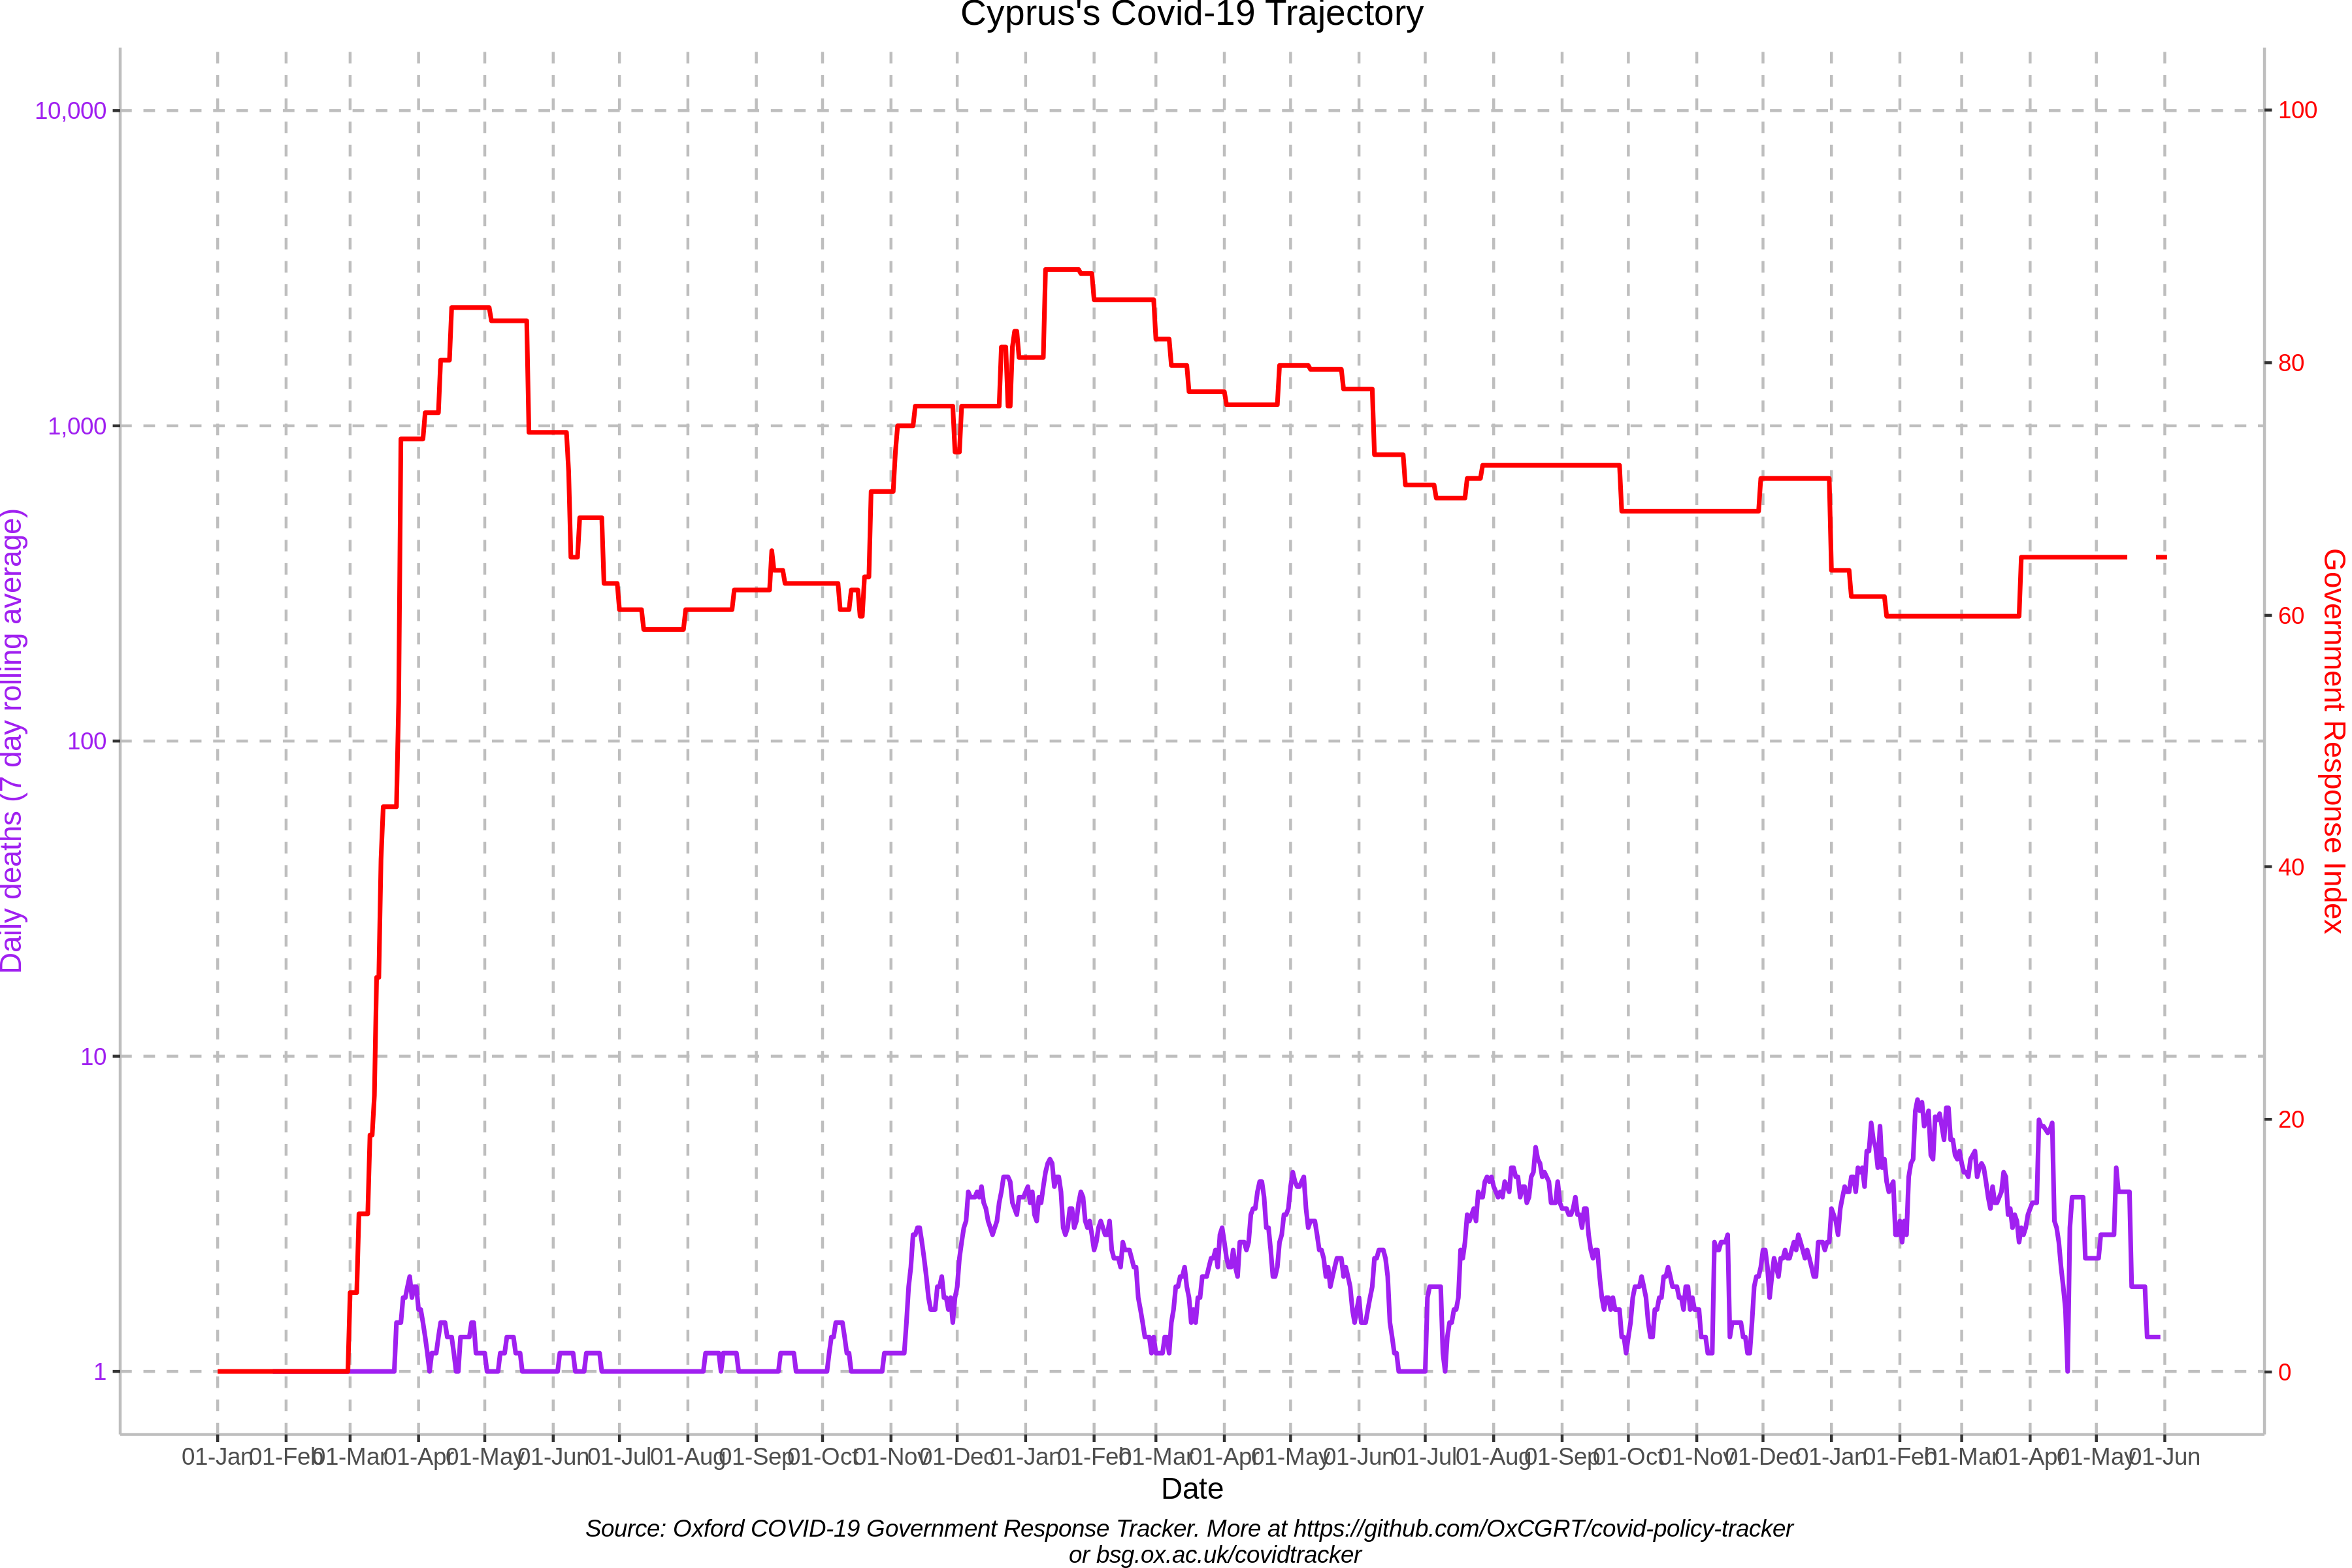 Cyprus's Covid-19 Trajectory
10,000
1,000
100
10
1
Daily deaths (7 day rolling average)
100
80
60
40
20
0
Government Response Index
01-Jan 01-Feb 01-Mar 01-Apr 01-May 01-Jun 01-Jul 01-Aug 01-Sep 01-Oct 01-Nov 01-Dec 01-Jan 01-Feb 01-Mar 01-Apr 01-May 01-Jun 01-Jul 01-Aug 01-Sep 01-Oct 01-Nov 01-Dec 01-Jan 01-Feb 01-Mar 01-Apr 01-May 01-Jun
Date
Source: Oxford COVID-19 Government Response Tracker. More at https://github.com/OxCGRT/covid-policy-tracker
or bsg.ox.ac.uk/covidtracker